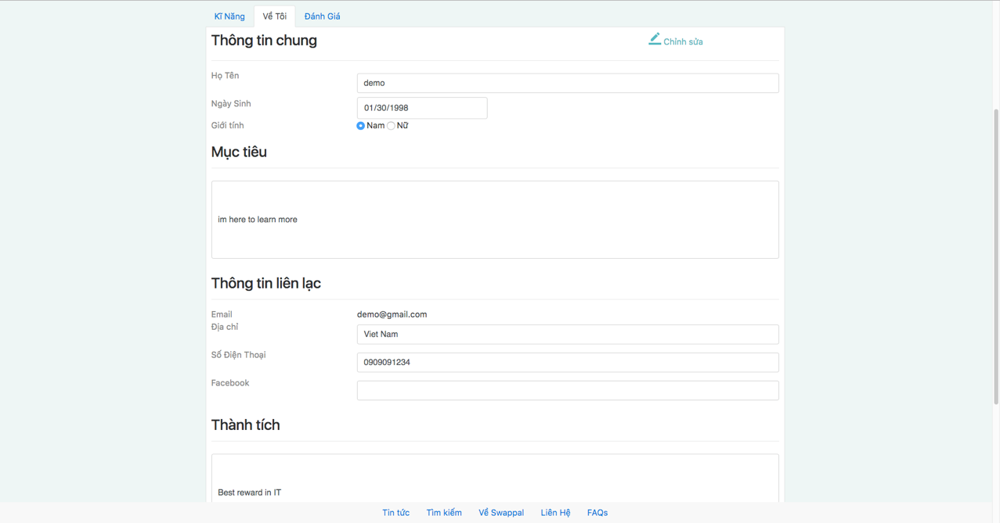 Kĩ Năng Về Tôi Đánh Giá
Thông tin chung
Chỉnh sửa
Họ Tên
demo
Ngày Sinh
01/30/1998
Giới tính
Nam Nữ
Mục tiêu
im here to learn more
Thông tin liên lạc
Email
demo@gmail.com
Địa chỉ
Viet Nam
Số Điện Thoại
0909091234
Facebook
Thành tích
Best reward in IT
Tin tức Tìm kiếm Về Swappal Liên Hệ FAQs